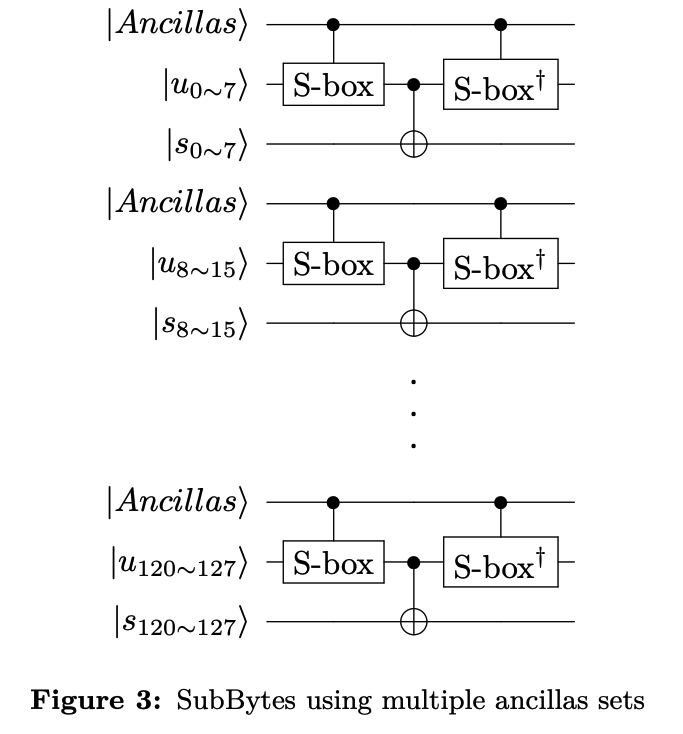 |Ancillas⟩
|u₀∼₇⟩ S-box S-box†
|s₀∼₇⟩
|Ancillas⟩
|u₈∼₁₅⟩ S-box S-box†
|s₈∼₁₅⟩
.
.
.
|Ancillas⟩
|u₁₂₀∼₁₂₇⟩ S-box S-box†
|s₁₂₀∼₁₂₇⟩
Figure 3: SubBytes using multiple ancillas sets